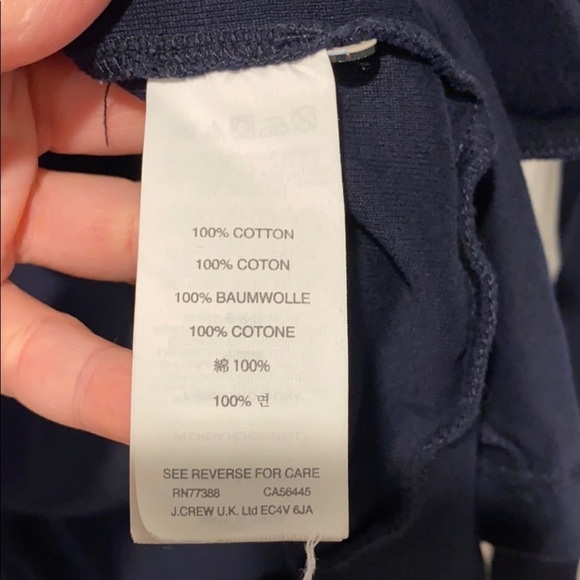 100% COTTON
100% COTON
100% BAUMWOLLE
100% COTONE
綿 100%
100% 면
SEE REVERSE FOR CARE
RN77388 CA56445
J.CREW U.K. Ltd EC4V 6JA